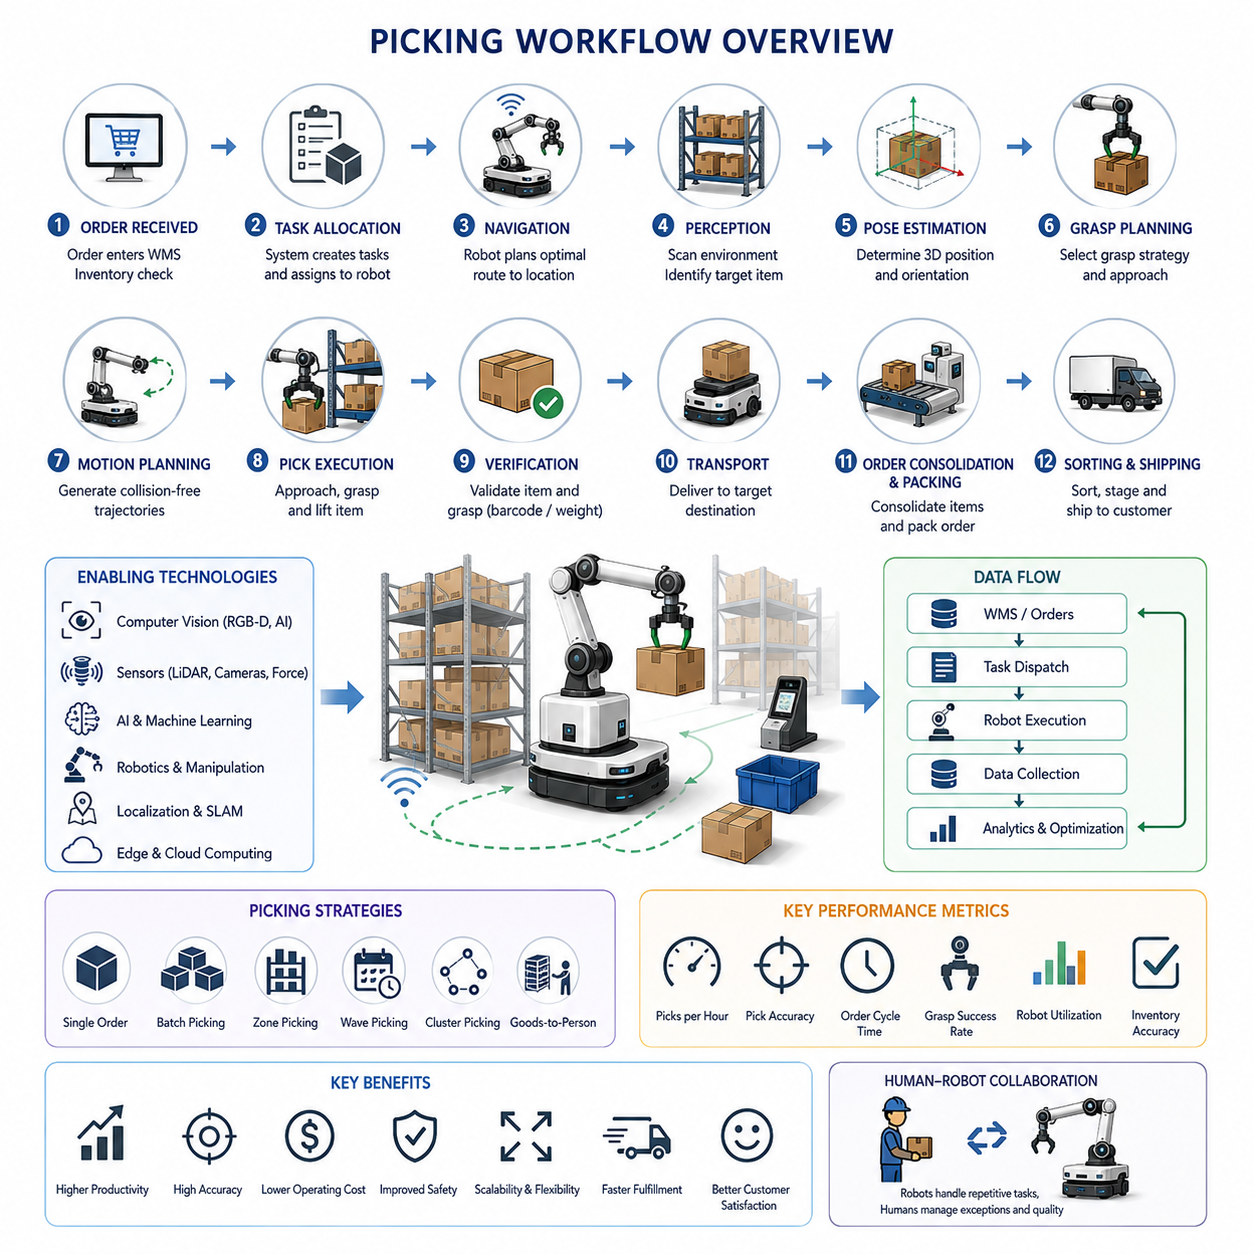 PICKING WORKFLOW OVERVIEW
1 ORDER RECEIVED
Order enters WMS
Inventory check
2 TASK ALLOCATION
System creates tasks
and assigns to robot
3 NAVIGATION
Robot plans optimal
route to location
4 PERCEPTION
Scan environment
Identify target item
5 POSE ESTIMATION
Determine 3D position
and orientation
6 GRASP PLANNING
Select grasp strategy
and approach
7 MOTION PLANNING
Generate collision-free
trajectories
8 PICK EXECUTION
Approach, grasp
and lift item
9 VERIFICATION
Validate item and
grasp (barcode / weight)
10 TRANSPORT
Deliver to target
destination
11 ORDER CONSOLIDATION
& PACKING
Consolidate items
and pack order
12 SORTING & SHIPPING
Sort, stage and
ship to customer
ENABLING TECHNOLOGIES
Computer Vision (RGB-D, AI)
Sensors (LiDAR, Cameras, Force)
AI & Machine Learning
Robotics & Manipulation
Localization & SLAM
Edge & Cloud Computing
DATA FLOW
WMS / Orders
Task Dispatch
Robot Execution
Data Collection
Analytics & Optimization
PICKING STRATEGIES
Single Order
Batch Picking
Zone Picking
Wave Picking
Cluster Picking
Goods-to-Person
KEY PERFORMANCE METRICS
Picks per Hour
Pick Accuracy
Order Cycle
Time
Grasp Success
Rate
Robot Utilization
Inventory
Accuracy
KEY BENEFITS
Higher Productivity
High Accuracy
Lower Operating Cost
Improved Safety
Scalability & Flexibility
Faster Fulfillment
Better Customer
Satisfaction
HUMAN–ROBOT COLLABORATION
Robots handle repetitive tasks,
Humans manage exceptions and quality